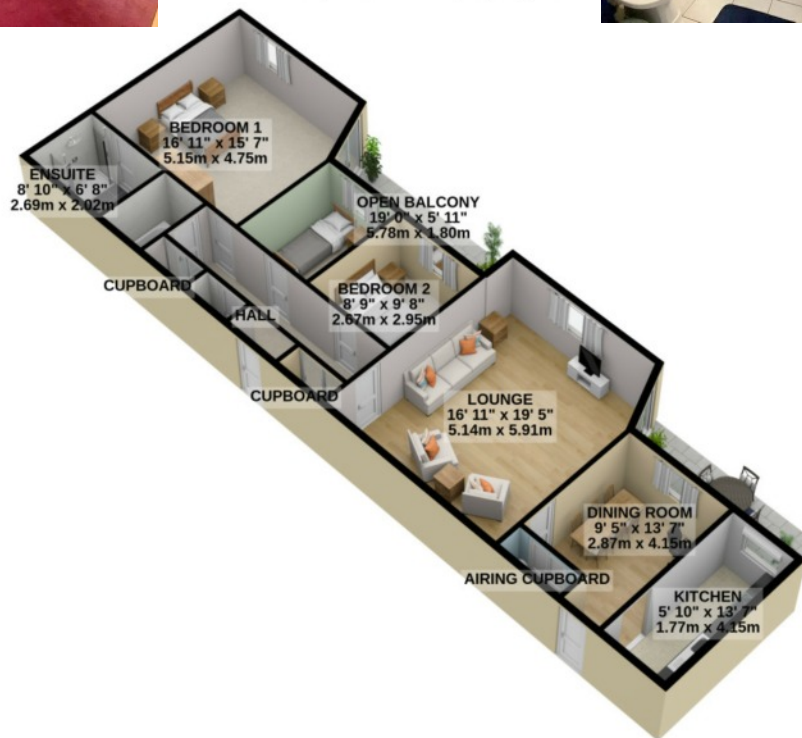 BEDROOM 1
16' 11" x 15' 7"
5.15m x 4.75m
ENSUITE
8' 10" x 6' 8"
2.69m x 2.02m
OPEN BALCONY
19' 0" x 5' 11"
5.78m x 1.80m
CUPBOARD
BEDROOM 2
8' 9" x 9' 8"
2.67m x 2.95m
HALL
CUPBOARD
LOUNGE
16' 11" x 19' 5"
5.14m x 5.91m
DINING ROOM
9' 5" x 13' 7"
2.87m x 4.15m
AIRING CUPBOARD
KITCHEN
5' 10" x 13' 7"
1.77m x 4.15m